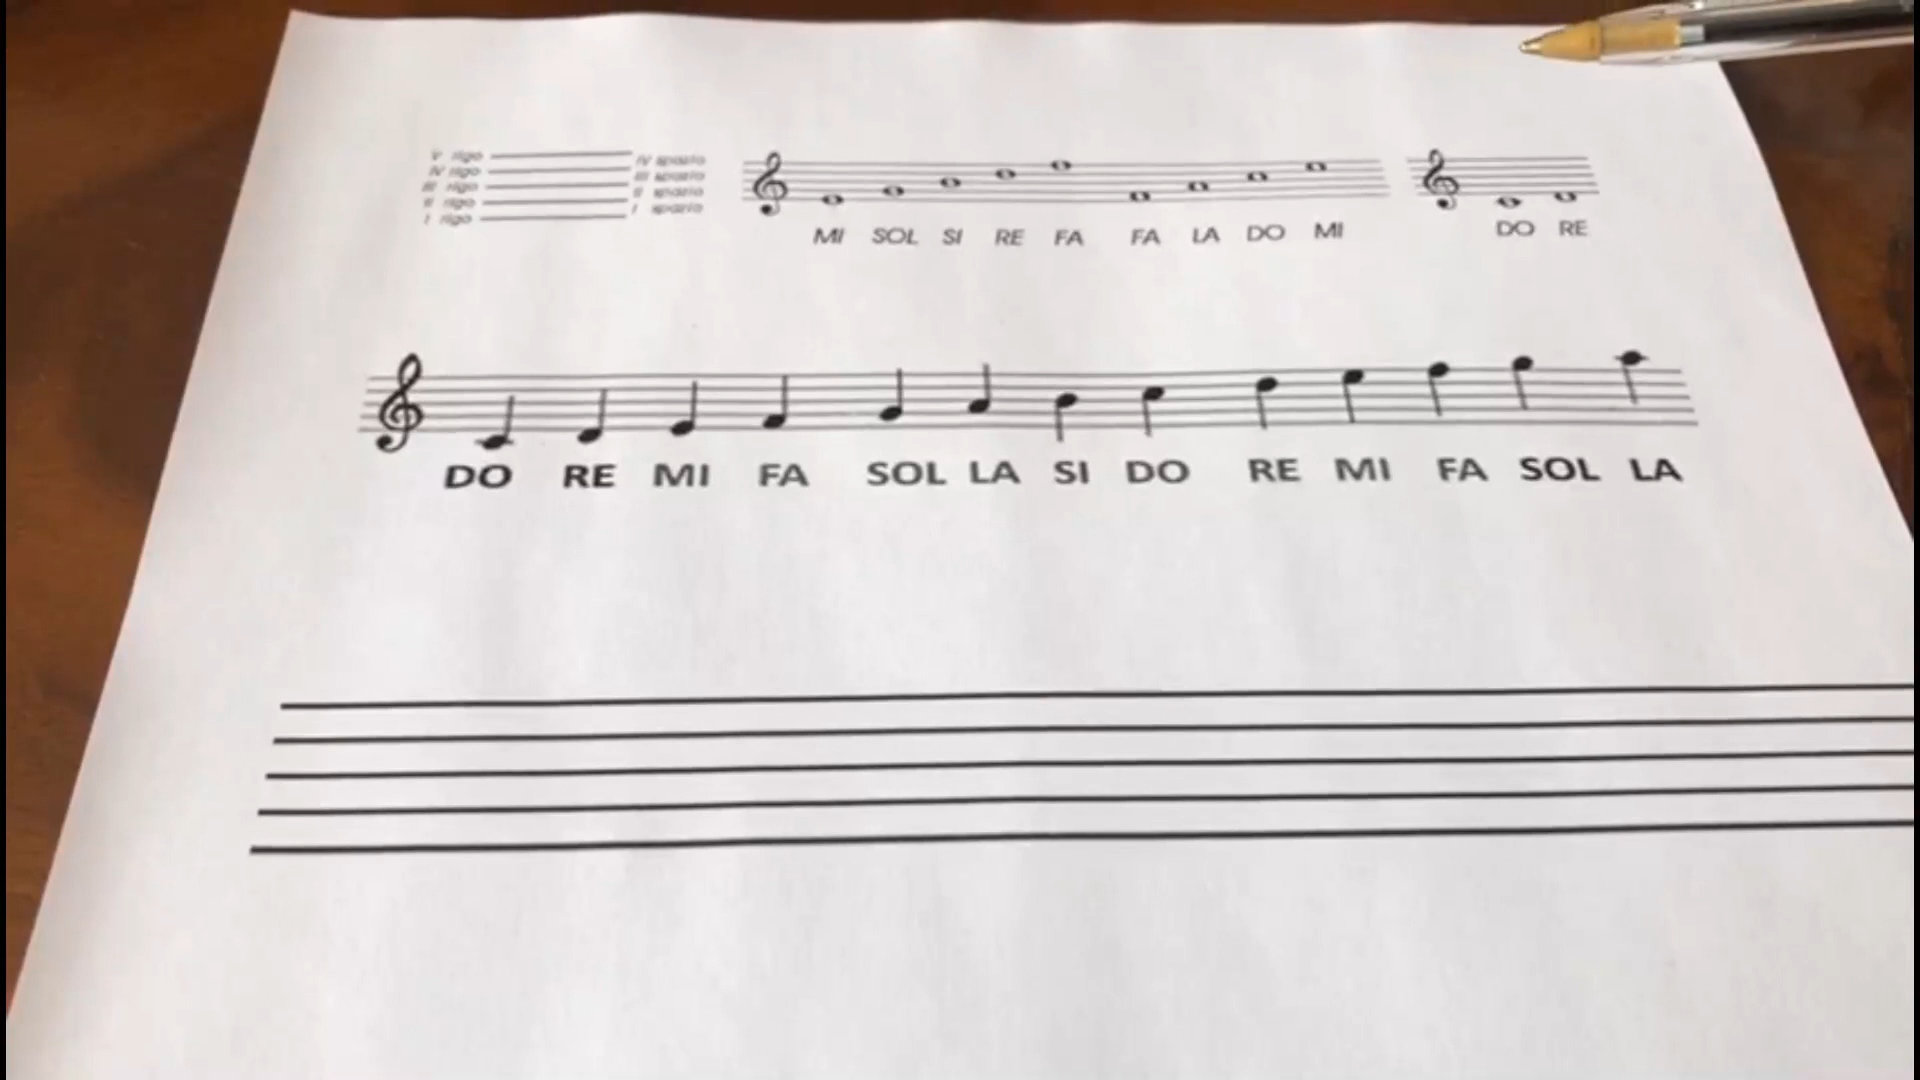 V rigo IV spazio
IV rigo III spazio
III rigo II spazio
II rigo I spazio
I rigo
MI SOL SI RE FA FA LA DO MI
DO RE
DO RE MI FA SOL LA SI DO RE MI FA SOL LA